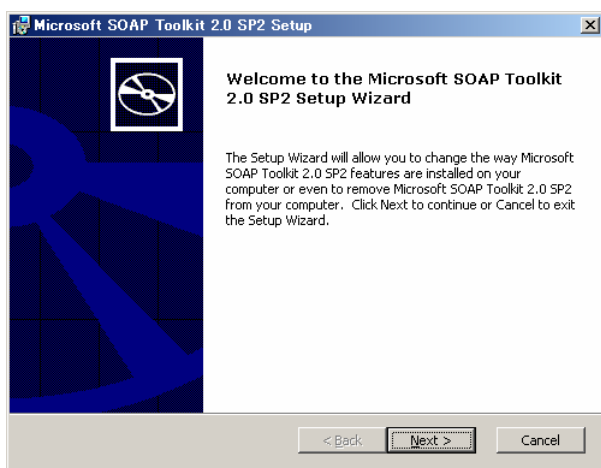 Microsoft SOAP Toolkit 2.0 SP2 Setup
Welcome to the Microsoft SOAP Toolkit
2.0 SP2 Setup Wizard
The Setup Wizard will allow you to change the way Microsoft
SOAP Toolkit 2.0 SP2 features are installed on your
computer or even to remove Microsoft SOAP Toolkit 2.0 SP2
from your computer. Click Next to continue or Cancel to exit
the Setup Wizard.
< Back Next > Cancel